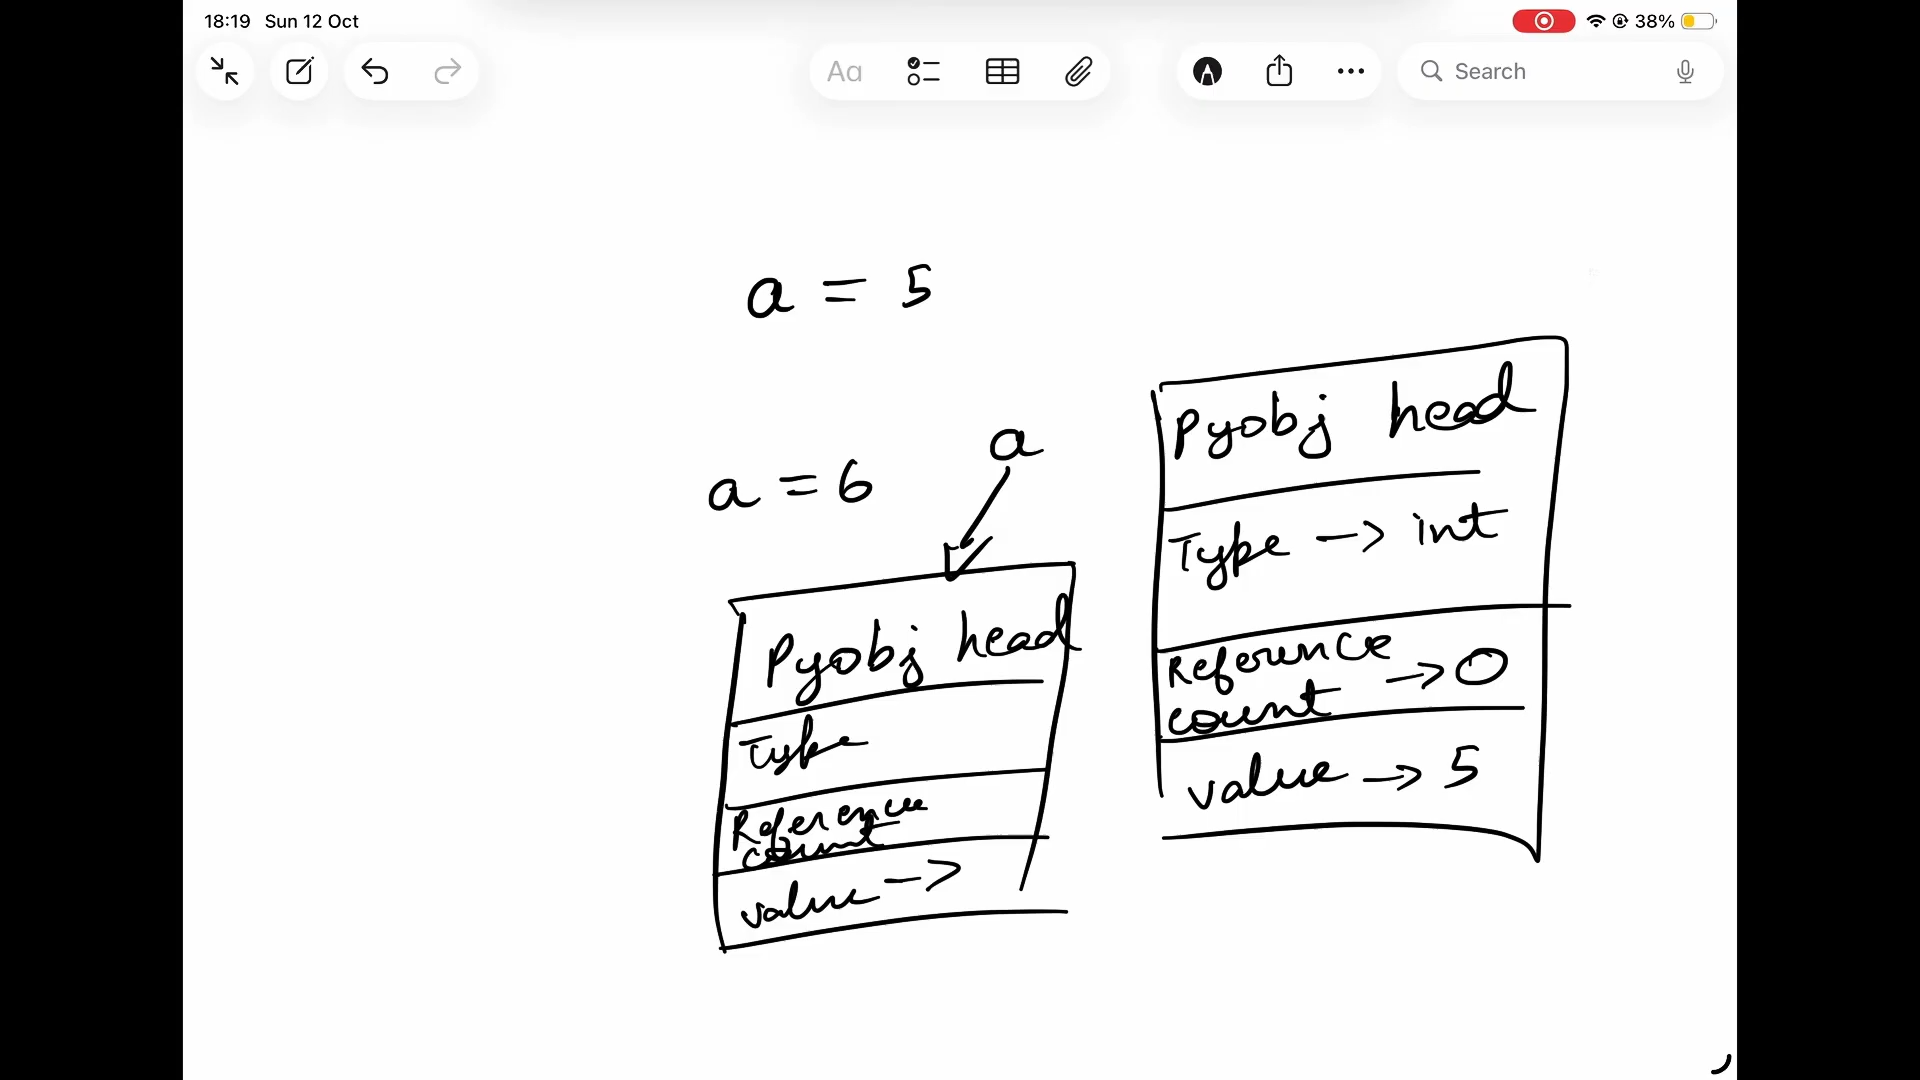 18:19 Sun 12 Oct 38%
Aa Search
a = 5
a = 6
a
Pyobj head
Type
Reference
count
value ->
Pyobj head
Type -> int
Reference
count -> 0
value -> 5